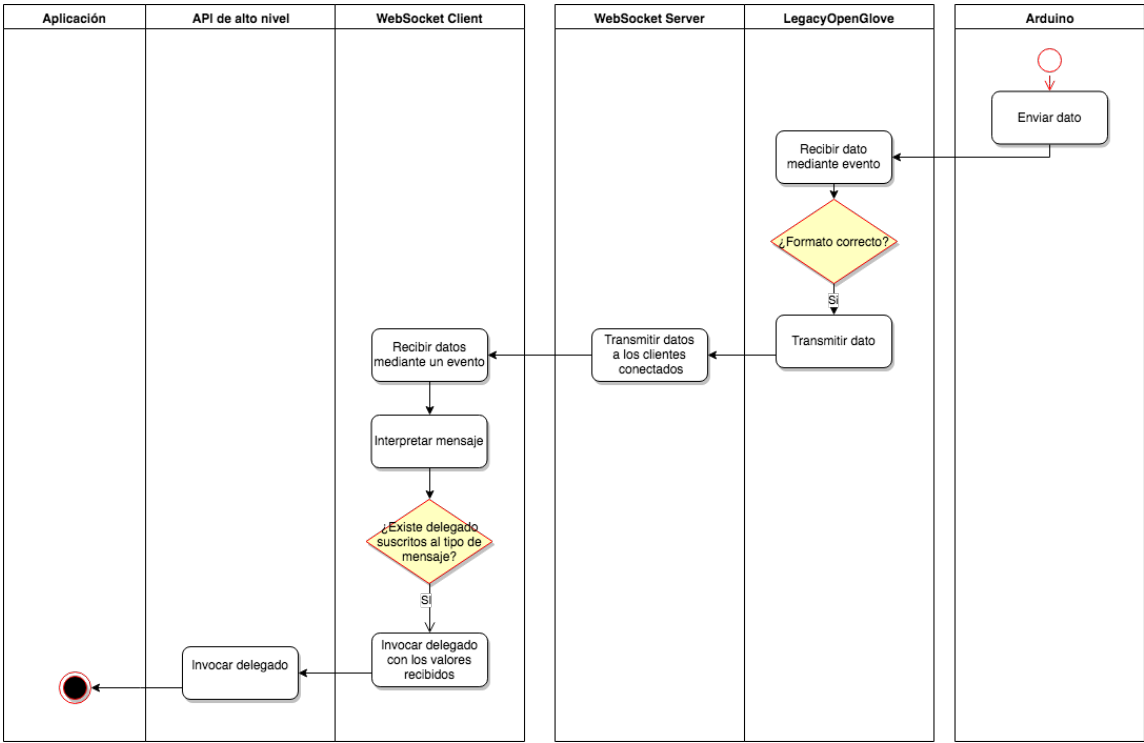 Aplicación
API de alto nivel
WebSocket Client
WebSocket Server
LegacyOpenGlove
Arduino
Enviar dato
Recibir dato
mediante evento
¿Formato correcto?
Si
Transmitir dato
Transmitir datos
a los clientes
conectados
Recibir datos
mediante un evento
Interpretar mensaje
¿Existe delegado
suscritos al tipo de
mensaje?
Si
Invocar delegado
con los valores
recibidos
Invocar delegado